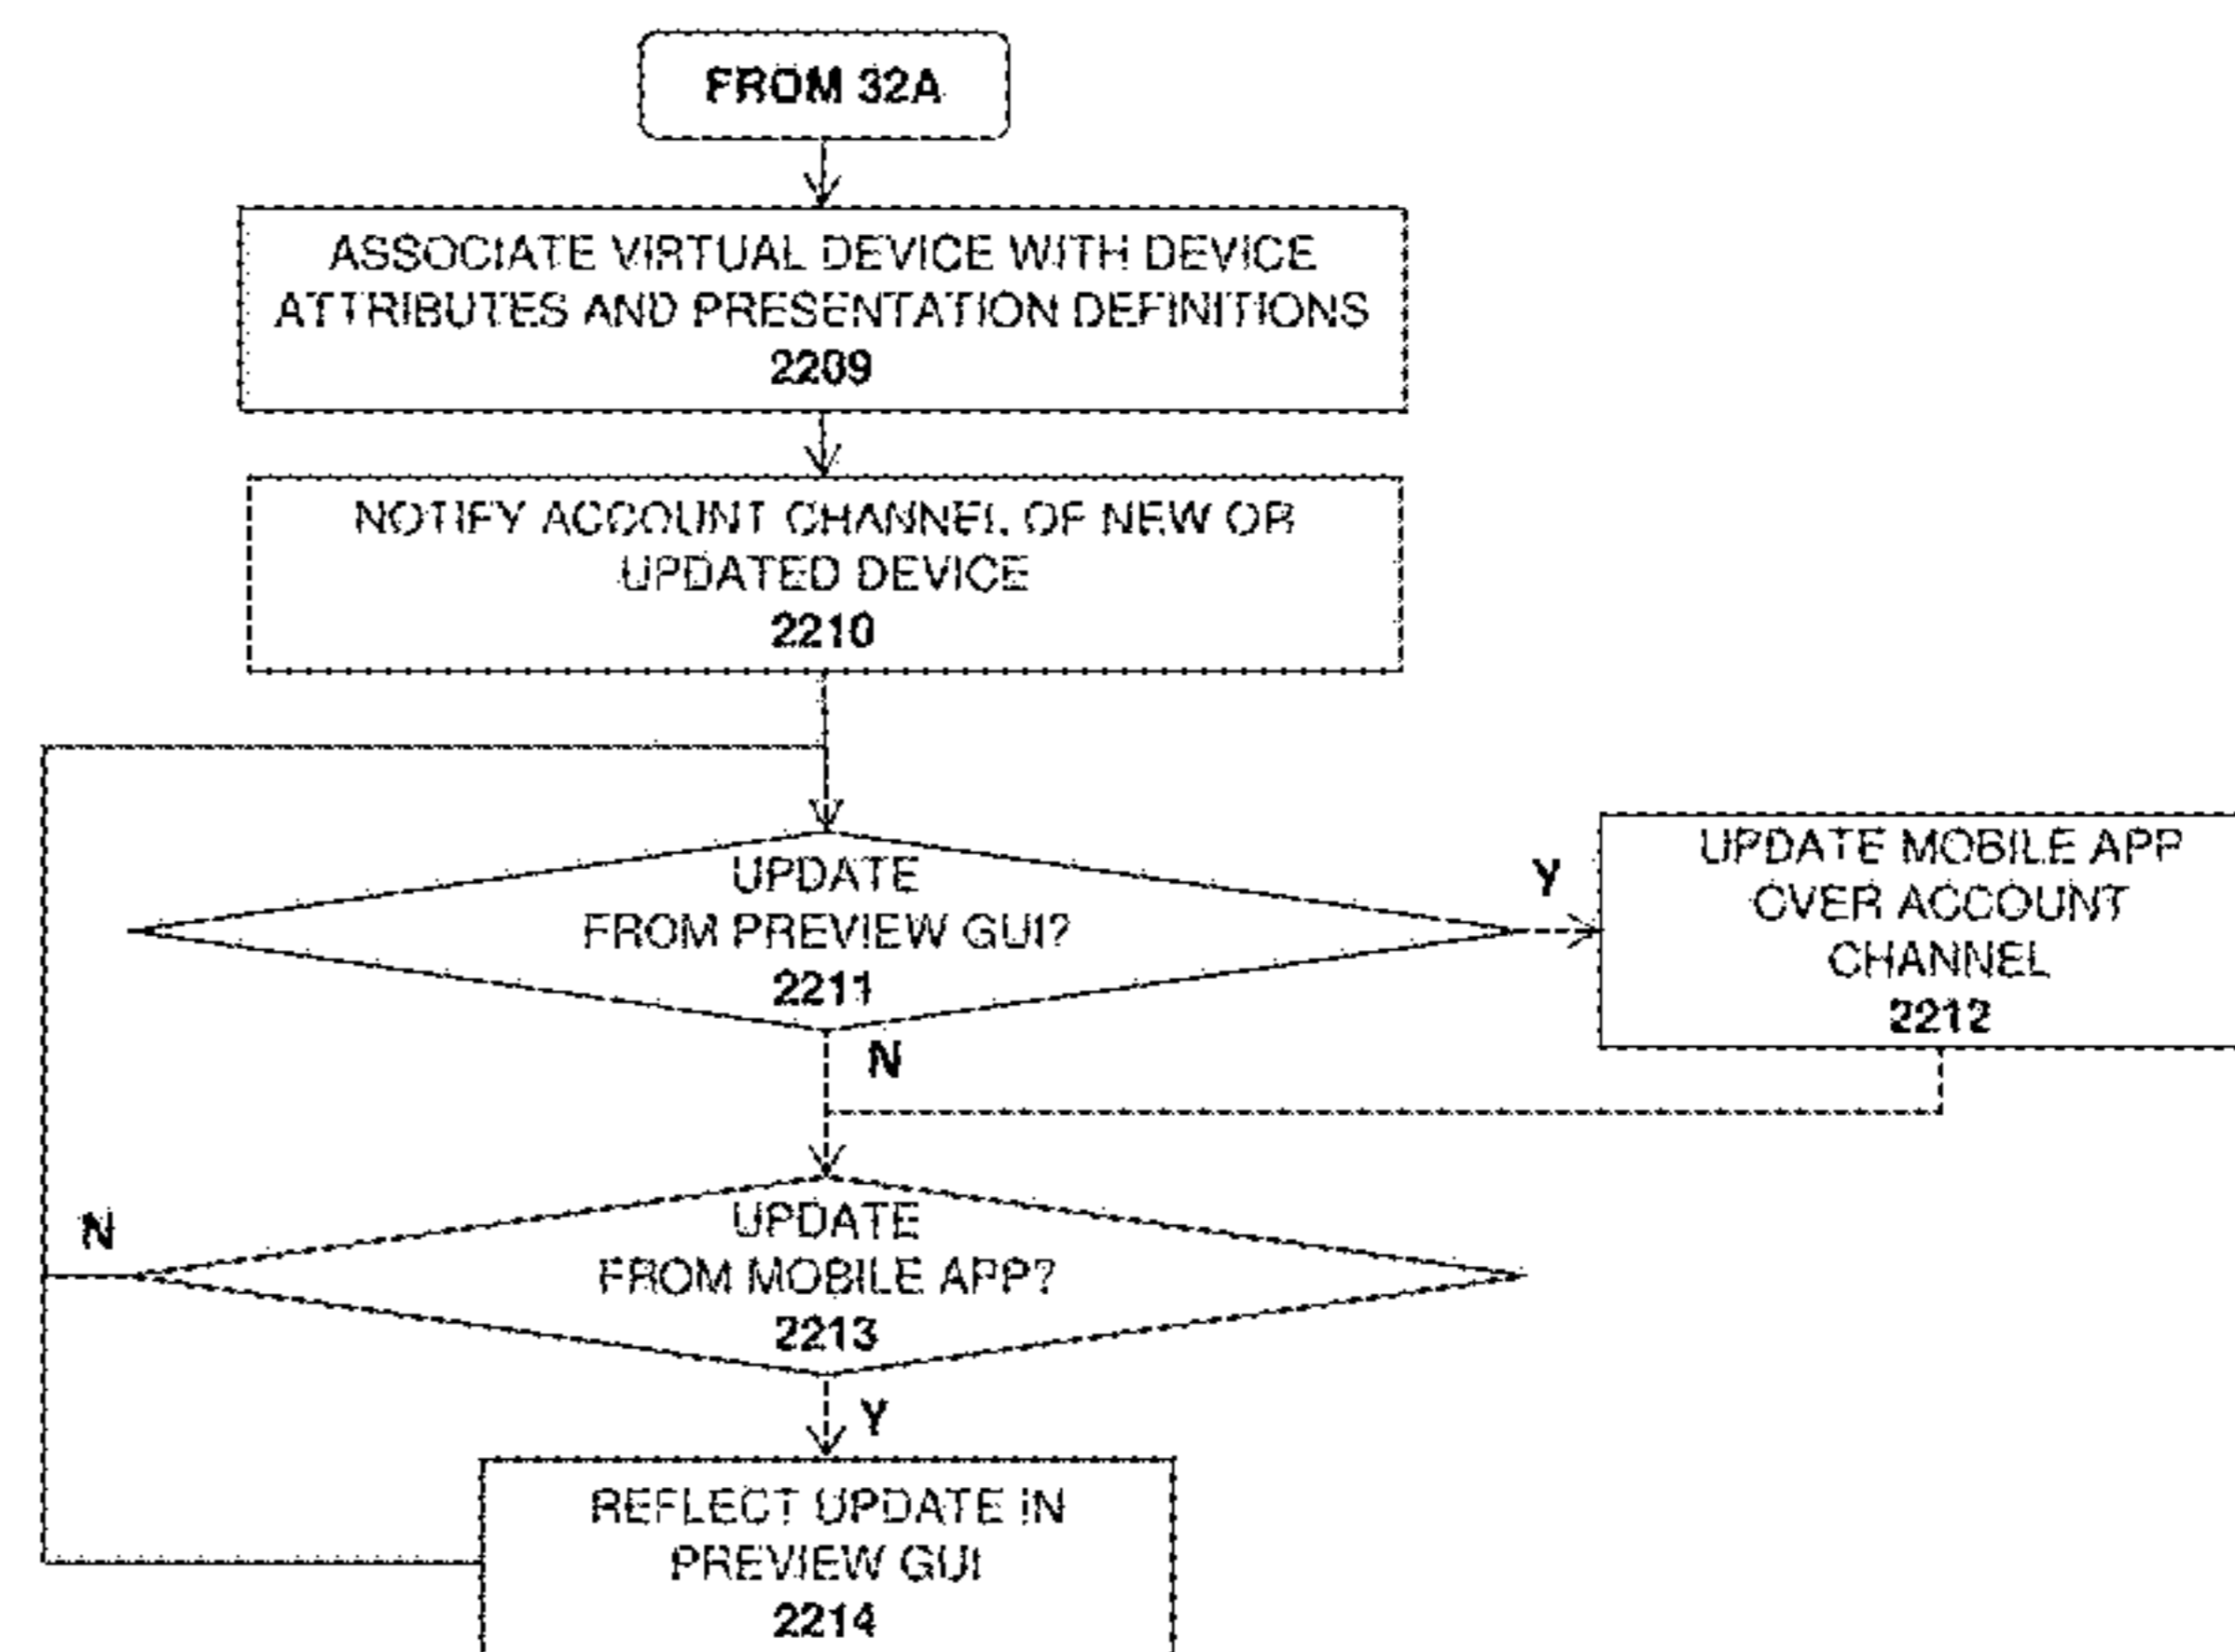 FROM 32A
ASSOCIATE VIRTUAL DEVICE WITH DEVICE
ATTRIBUTES AND PRESENTATION DEFINITIONS
2209
NOTIFY ACCOUNT CHANNEL OF NEW OR
UPDATED DEVICE
2210
UPDATE
FROM PREVIEW GUI?
2211
Y
UPDATE MOBILE APP
OVER ACCOUNT
CHANNEL
2212
N
UPDATE
FROM MOBILE APP?
2213
N
Y
REFLECT UPDATE IN
PREVIEW GUI
2214